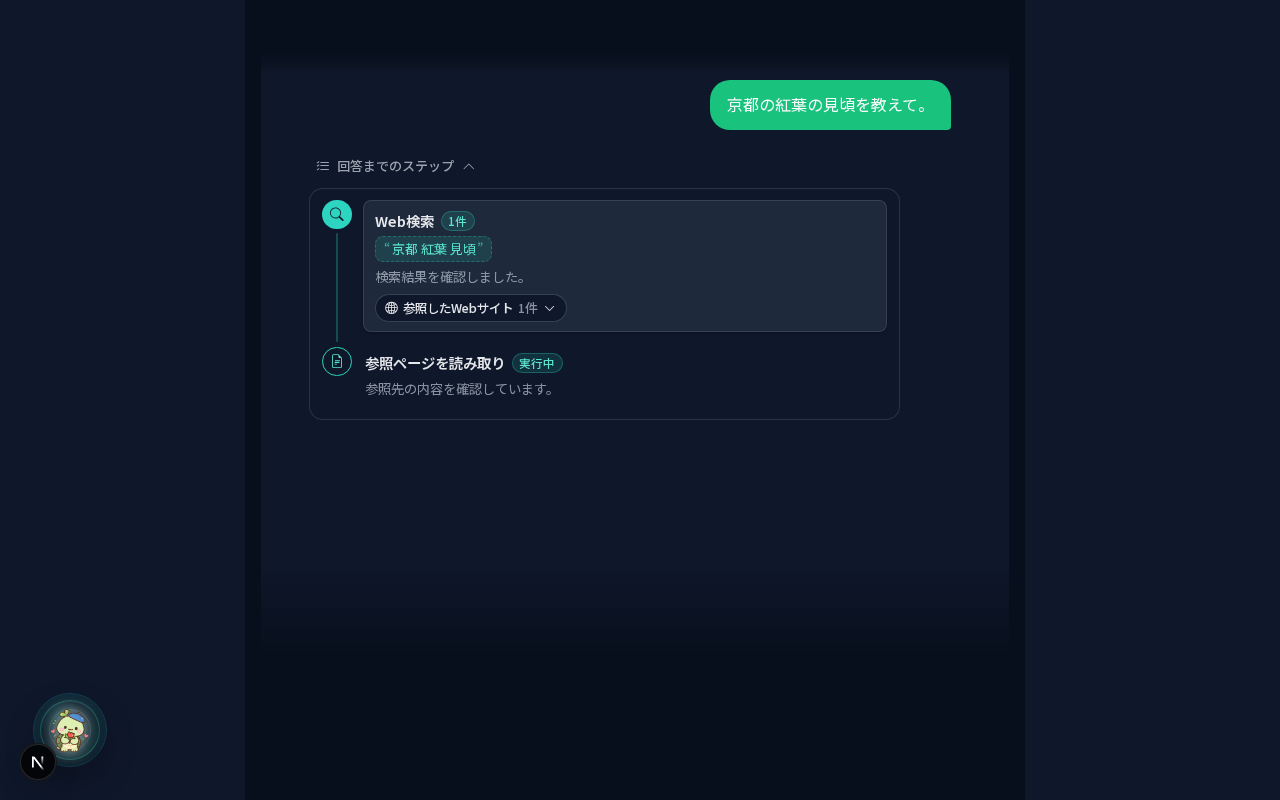 京都の紅葉の見頃を教えて。
回答までのステップ
Web検索 1件
“京都 紅葉 見頃”
検索結果を確認しました。
参照したWebサイト 1件
参照ページを読み取り 実行中
参照先の内容を確認しています。
N